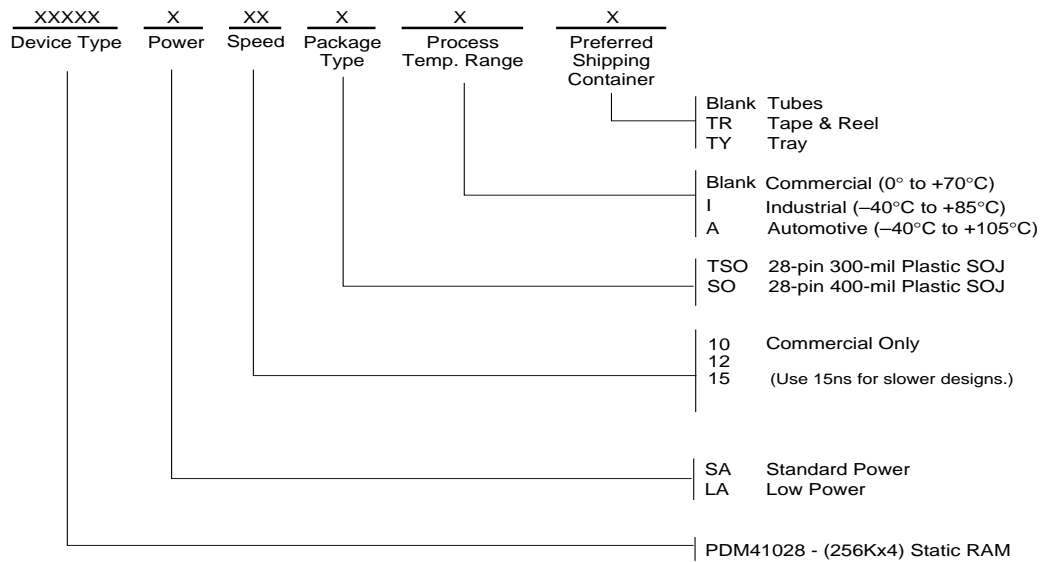 XXXXX X XX X X X
Device Type Power Speed Package Type Process Temp. Range Preferred Shipping Container
Blank Tubes
TR Tape & Reel
TY Tray
Blank Commercial (0° to +70°C)
I Industrial (–40°C to +85°C)
A Automotive (–40°C to +105°C)
TSO 28-pin 300-mil Plastic SOJ
SO 28-pin 400-mil Plastic SOJ
10 Commercial Only
12
15 (Use 15ns for slower designs.)
SA Standard Power
LA Low Power
PDM41028 - (256Kx4) Static RAM